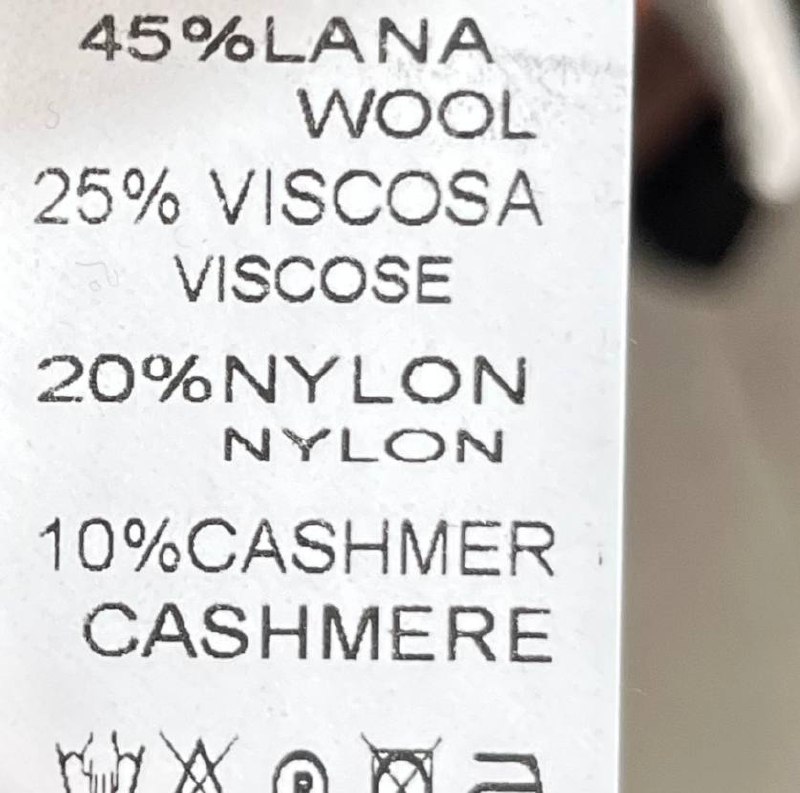 45%LANA
WOOL
25% VISCOSA
VISCOSE
20%NYLON
NYLON
10%CASHMER
CASHMERE
R